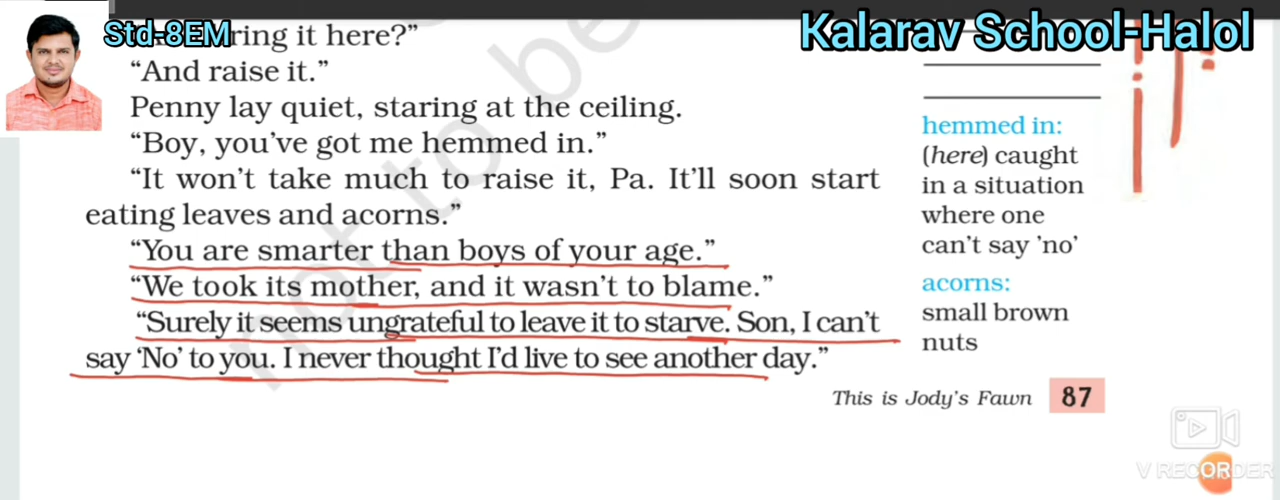 Std-8EM
Kalarav School-Halol
ring it here?”
“And raise it.”
Penny lay quiet, staring at the ceiling.
“Boy, you’ve got me hemmed in.”
“It won’t take much to raise it, Pa. It’ll soon start
eating leaves and acorns.”
“You are smarter than boys of your age.”
“We took its mother, and it wasn’t to blame.”
“Surely it seems ungrateful to leave it to starve. Son, I can’t
say ‘No’ to you. I never thought I’d live to see another day.”
hemmed in:
(here) caught
in a situation
where one
can’t say ’no’
acorns:
small brown
nuts
This is Jody’s Fawn 87
not to be
V RECORDER